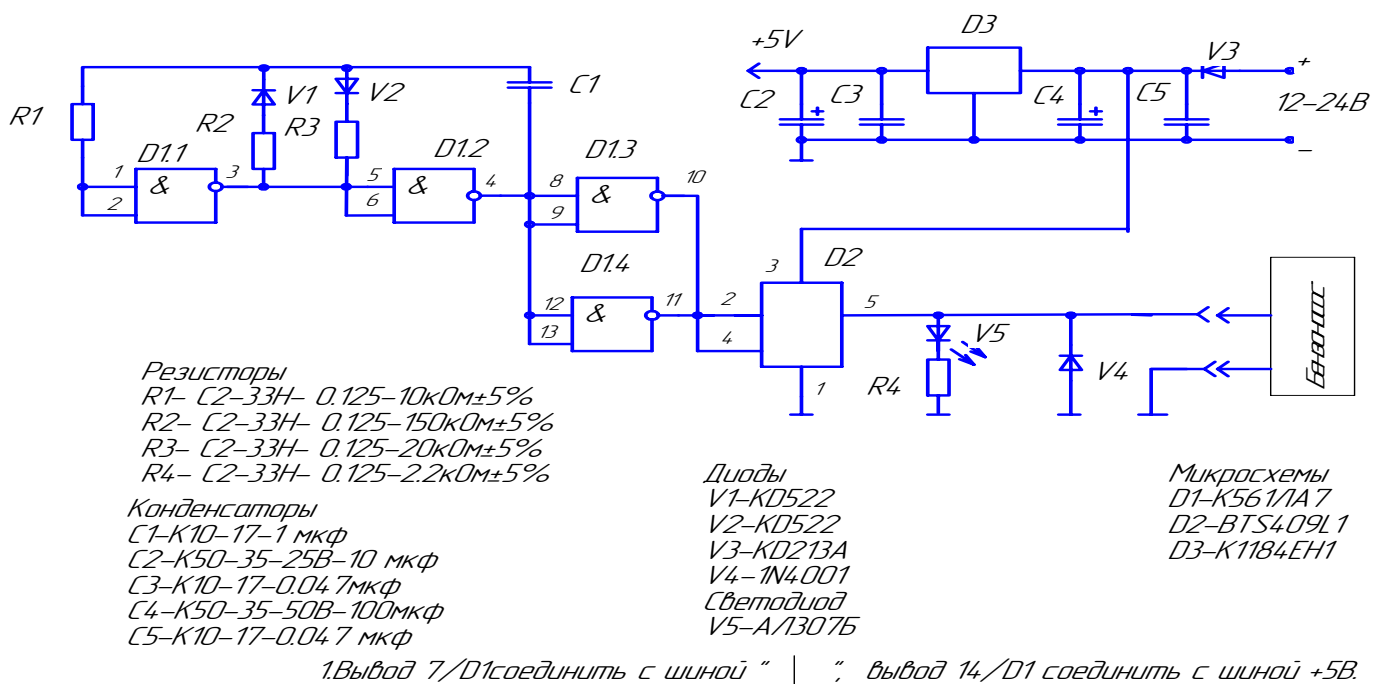 +5V
D3
V3
+
C1
R1
V1
V2
R2
R3
C2
+
C3
C4
+
C5
12-24В
–
D1.1
D1.2
D1.3
1
2
&
3
5
6
&
4
8
9
&
10
D1.4
12
13
&
11
3
D2
2
4
5
1
V5
R4
V4
Резисторы
R1- С2-33Н- 0.125-10кОм±5%
R2- С2-33Н- 0.125-150кОм±5%
R3- С2-33Н- 0.125-20кОм±5%
R4- С2-33Н- 0.125-2.2кОм±5%
Конденсаторы
С1-К10-17-1 мкф
С2-К50-35-25В-10 мкф
С3-К10-17-0.047мкф
С4-К50-35-50В-100мкф
С5-К10-17-0.047 мкф
Диоды
V1-KD522
V2-KD522
V3-KD213A
V4-1N4001
Светодиод
V5-АЛ307Б
Микросхемы
D1-К561ЛА7
D2-BTS409L1
D3-К1184ЕН1
1.Вывод 7/D1соединить с шиной " | ", вывод 14/D1 соединить с шиной +5В.